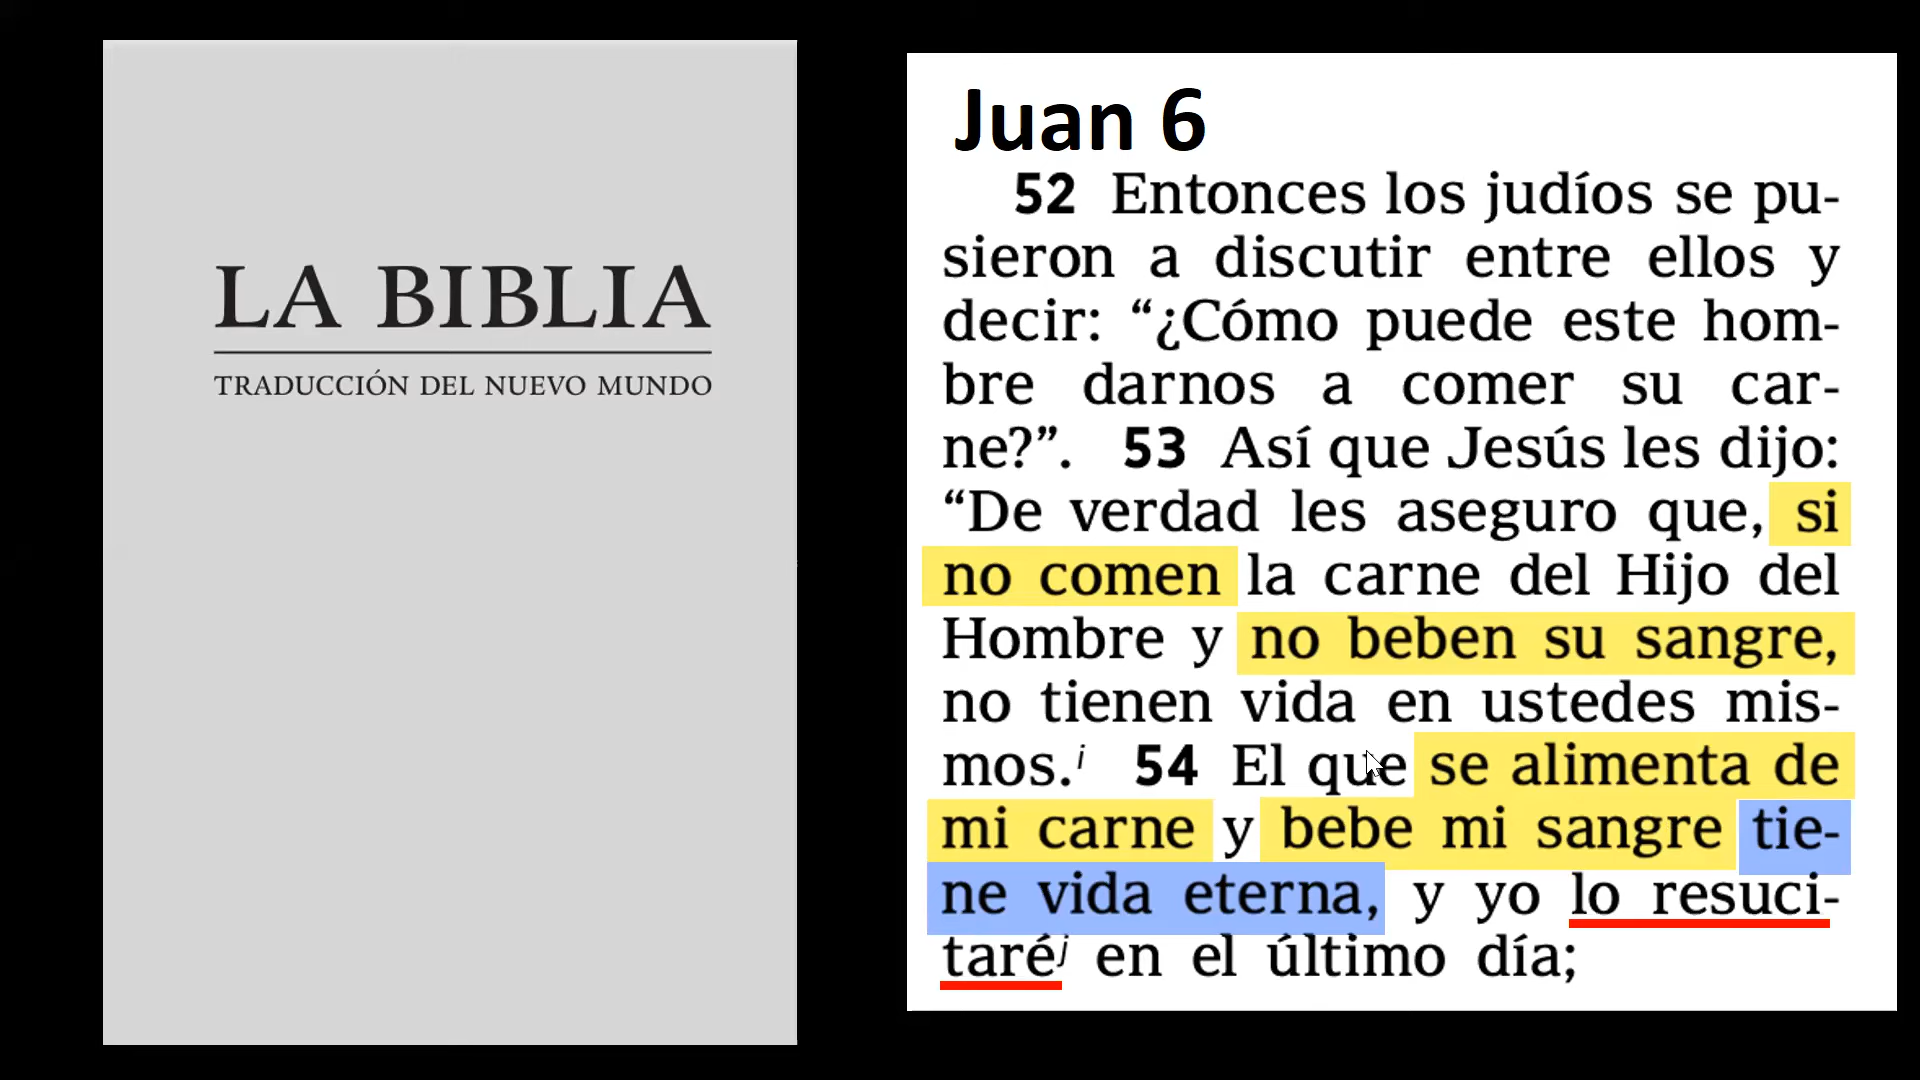 LA BIBLIA
TRADUCCIÓN DEL NUEVO MUNDO
Juan 6
52 Entonces los judíos se pu-
sieron a discutir entre ellos y
decir: “¿Cómo puede este hom-
bre darnos a comer su car-
ne?”. 53 Así que Jesús les dijo:
“De verdad les aseguro que, si
no comen la carne del Hijo del
Hombre y no beben su sangre,
no tienen vida en ustedes mis-
mos.i 54 El que se alimenta de
mi carne y bebe mi sangre tie-
ne vida eterna, y yo lo resuci-
taréj en el último día;